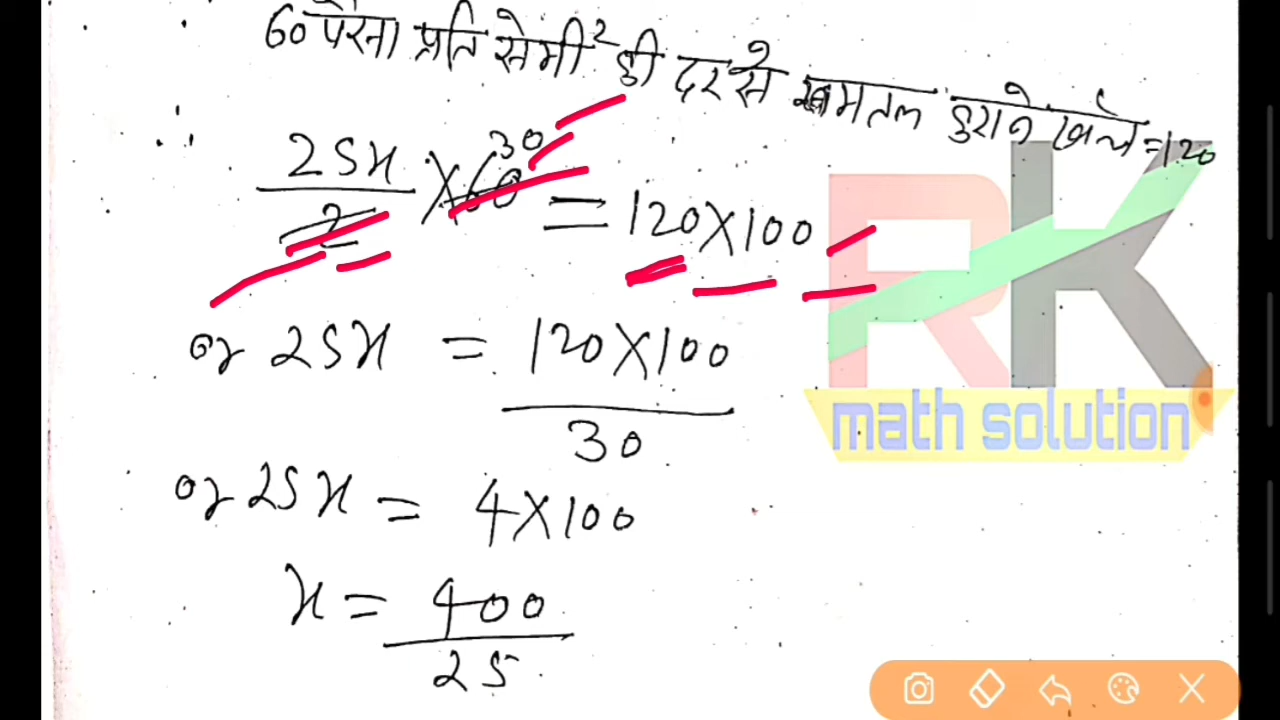 60 पैसा प्रति सेमी² की दर से समतल कराने खर्च = 120
∴ 25x/2 × 60 30 = 120 × 100
or 25x = 120 × 100 / 30
or 25x = 4 × 100
x = 400 / 25
RK
math solution